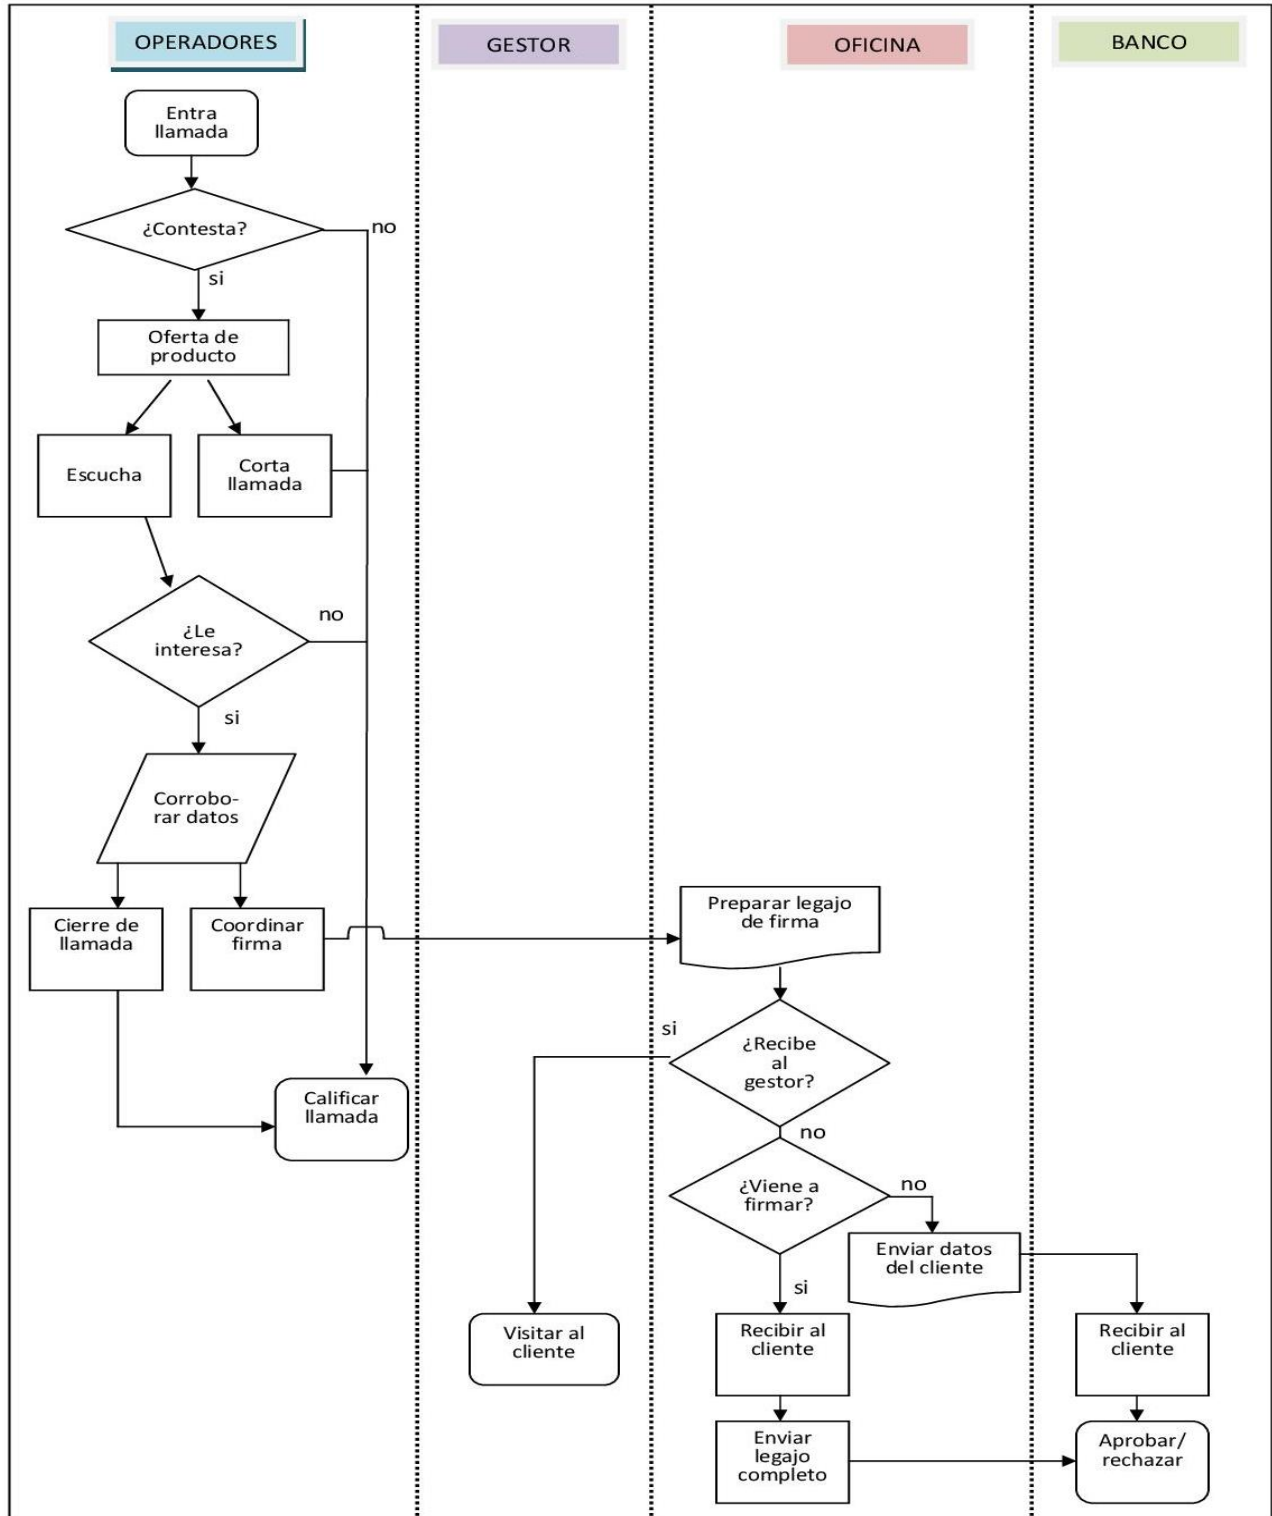 OPERADORES
GESTOR
OFICINA
BANCO
Entra
llamada
¿Contesta?
no
si
Oferta de
producto
Escucha
Corta
llamada
¿Le
interesa?
no
si
Corrobo-
rar datos
Cierre de
llamada
Coordinar
firma
Calificar
llamada
Preparar legajo
de firma
si
¿Recibe
al
gestor?
no
¿Viene a
firmar?
no
Enviar datos
del cliente
si
Visitar al
cliente
Recibir al
cliente
Recibir al
cliente
Enviar
legajo
completo
Aprobar/
rechazar